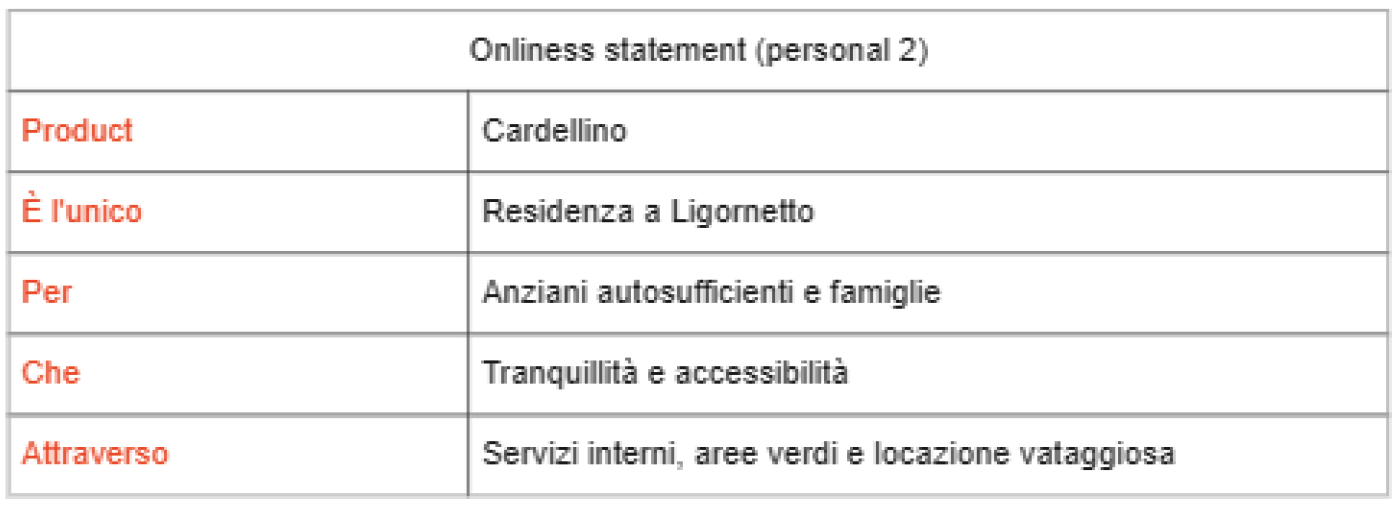 Onliness statement (personal 2)
Product Cardellino
È l'unico Residenza a Ligornetto
Per Anziani autosufficienti e famiglie
Che Tranquillità e accessibilità
Attraverso Servizi interni, aree verdi e locazione vataggiosa